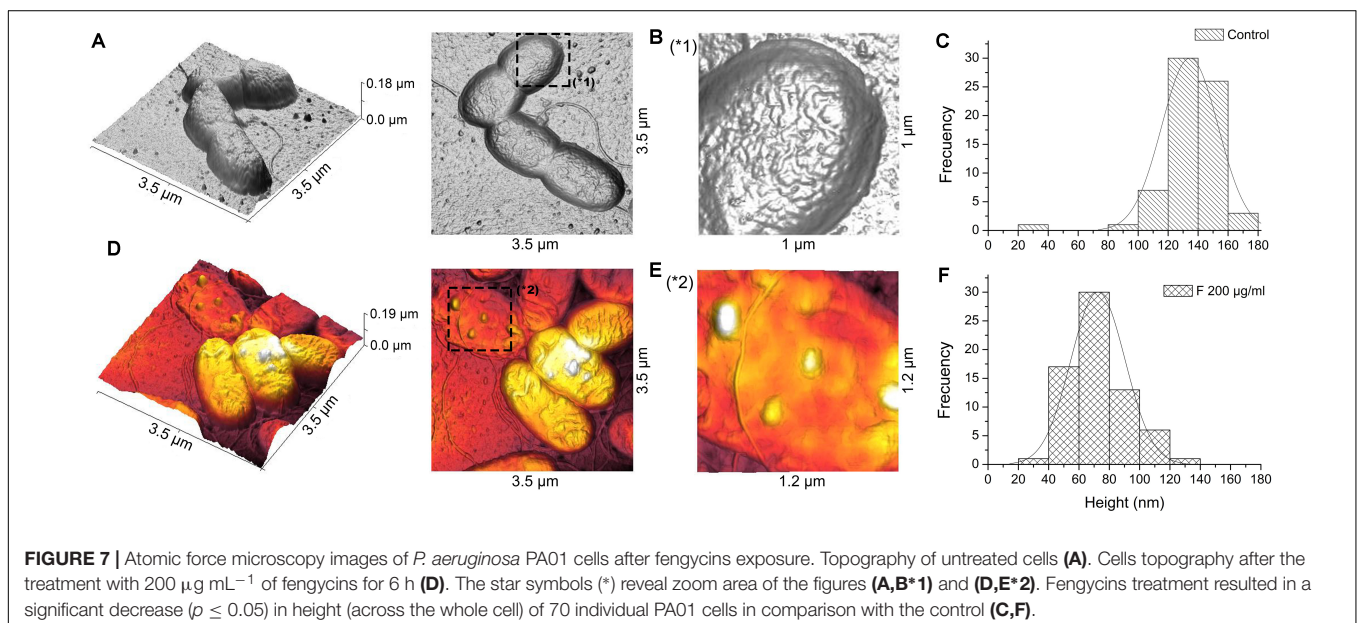 A
0.18 µm
0.0 µm
3.5 µm
3.5 µm
(*1)
3.5 µm
3.5 µm
B (*1)
1 µm
1 µm
C
Control
Frecuency
30
25
20
15
10
5
0
0 20 40 60 80 100 120 140 160 180
D
0.19 µm
0.0 µm
3.5 µm
3.5 µm
(*2)
3.5 µm
3.5 µm
E (*2)
1.2 µm
1.2 µm
F
F 200 µg/ml
Frecuency
30
25
20
15
10
5
0
0 20 40 60 80 100 120 140 160 180
Height (nm)
FIGURE 7 | Atomic force microscopy images of P. aeruginosa PA01 cells after fengycins exposure. Topography of untreated cells (A). Cells topography after the
treatment with 200 µg mL−1 of fengycins for 6 h (D). The star symbols (*) reveal zoom area of the figures (A,B*1) and (D,E*2). Fengycins treatment resulted in a
significant decrease (p ≤ 0.05) in height (across the whole cell) of 70 individual PA01 cells in comparison with the control (C,F).